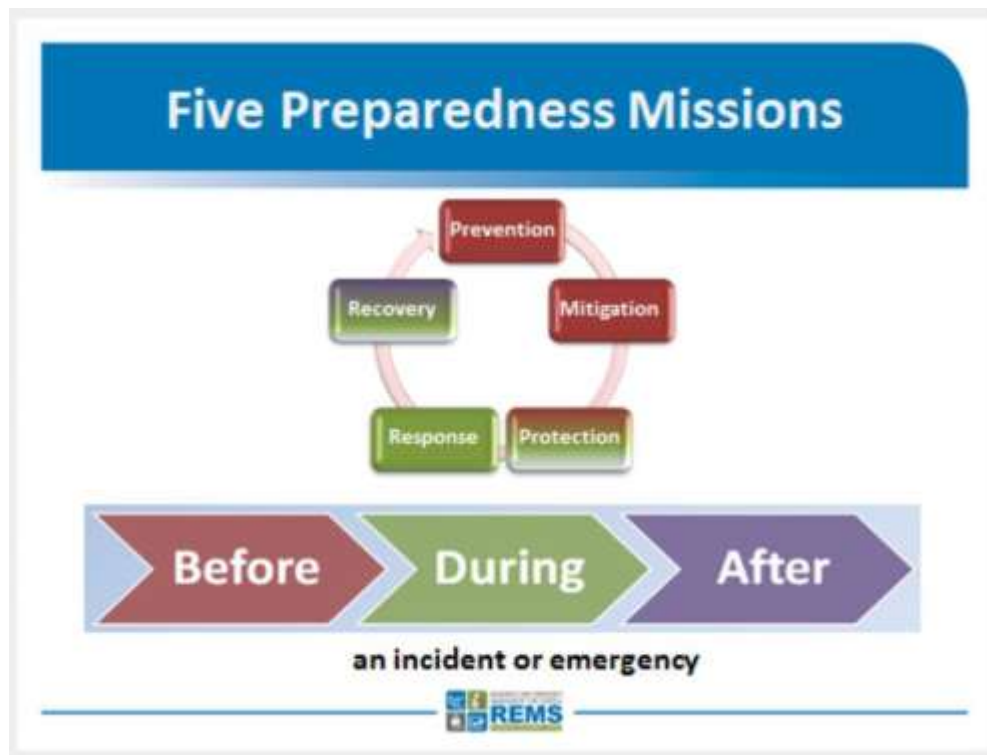 Five Preparedness Missions
Prevention
Recovery
Mitigation
Response
Protection
Before
During
After
an incident or emergency
REMS